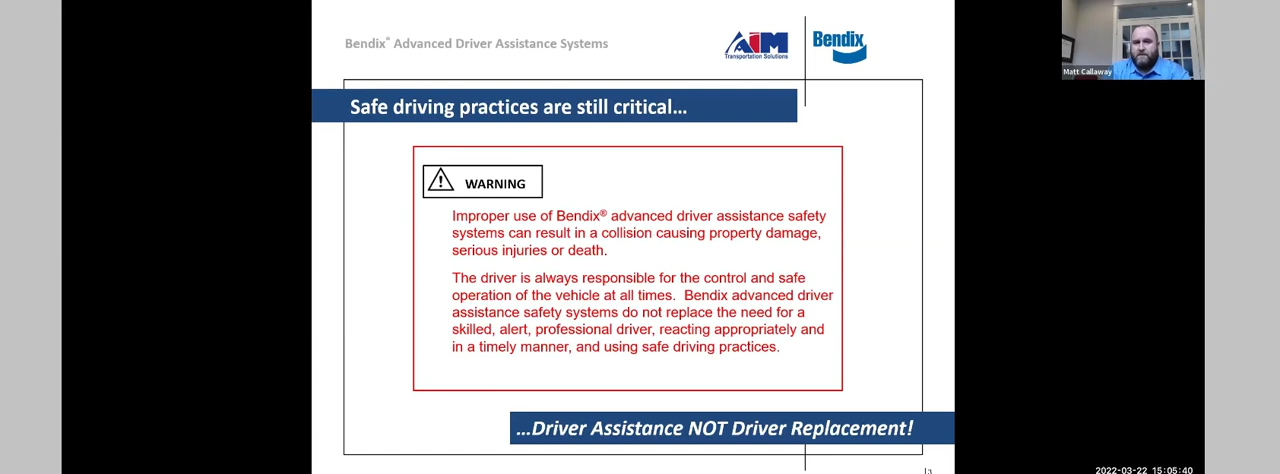 Bendix® Advanced Driver Assistance Systems
AIM
Transportation Solutions
Bendix
Matt Callaway
Safe driving practices are still critical…
WARNING
Improper use of Bendix® advanced driver assistance safety
systems can result in a collision causing property damage,
serious injuries or death.
The driver is always responsible for the control and safe
operation of the vehicle at all times.  Bendix advanced driver
assistance safety systems do not replace the need for a
skilled, alert, professional driver, reacting appropriately and
in a timely manner, and using safe driving practices.
…Driver Assistance NOT Driver Replacement!
3
2022-03-22 15:05:40